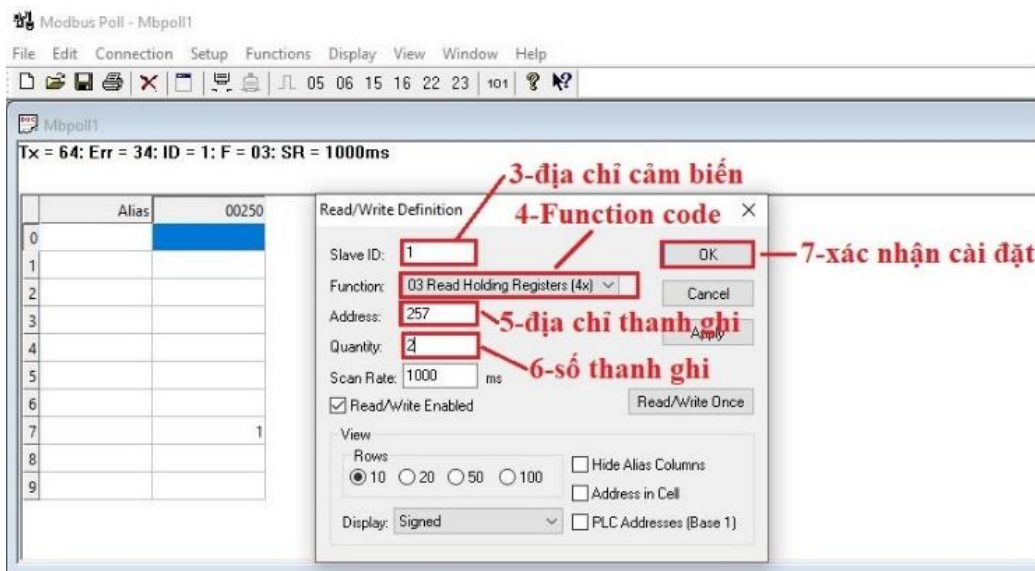 Modbus Poll - Mbpoll1
File Edit Connection Setup Functions Display View Window Help
05 06 15 16 22 23 101
Mbpoll1
Tx = 64: Err = 34: ID = 1: F = 03: SR = 1000ms
3-địa chỉ cảm biến
Alias 00250
0
1
2
3
4
5
6
7 1
8
9
Read/Write Definition
4-Function code
Slave ID: 1
OK
7-xác nhận cài đặt
Function: 03 Read Holding Registers (4x)
Cancel
Address: 257
5-địa chỉ thanh ghi
Apply
Quantity: 2
6-số thanh ghi
Scan Rate: 1000 ms
Read/Write Enabled
Read/Write Once
View
Rows
10 20 50 100
Hide Alias Columns
Address in Cell
Display: Signed
PLC Addresses (Base 1)